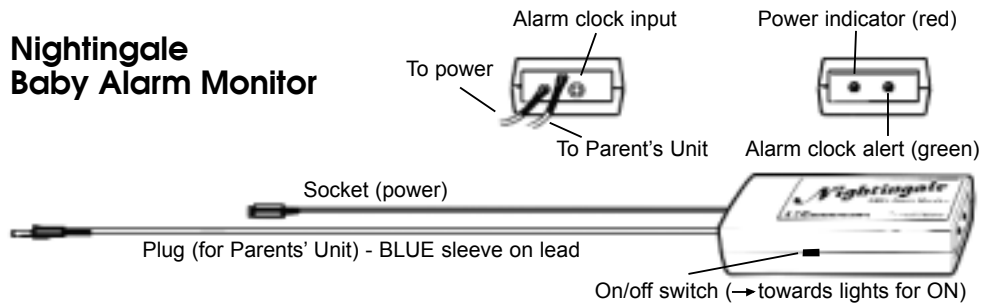 Nightingale
Baby Alarm Monitor
Alarm clock input
Power indicator (red)
To power
To Parent's Unit
Alarm clock alert (green)
Socket (power)
Nightingale
Plug (for Parents' Unit) - BLUE sleeve on lead
On/off switch (→towards lights for ON)